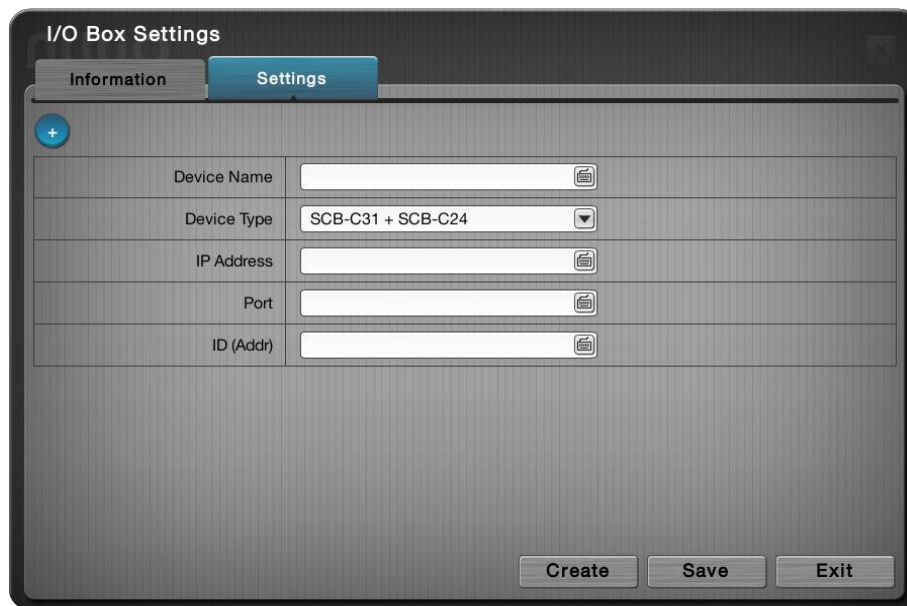 I/O Box Settings
Information
Settings
+
Device Name
Device Type SCB-C31 + SCB-C24
IP Address
Port
ID (Addr)
Create Save Exit